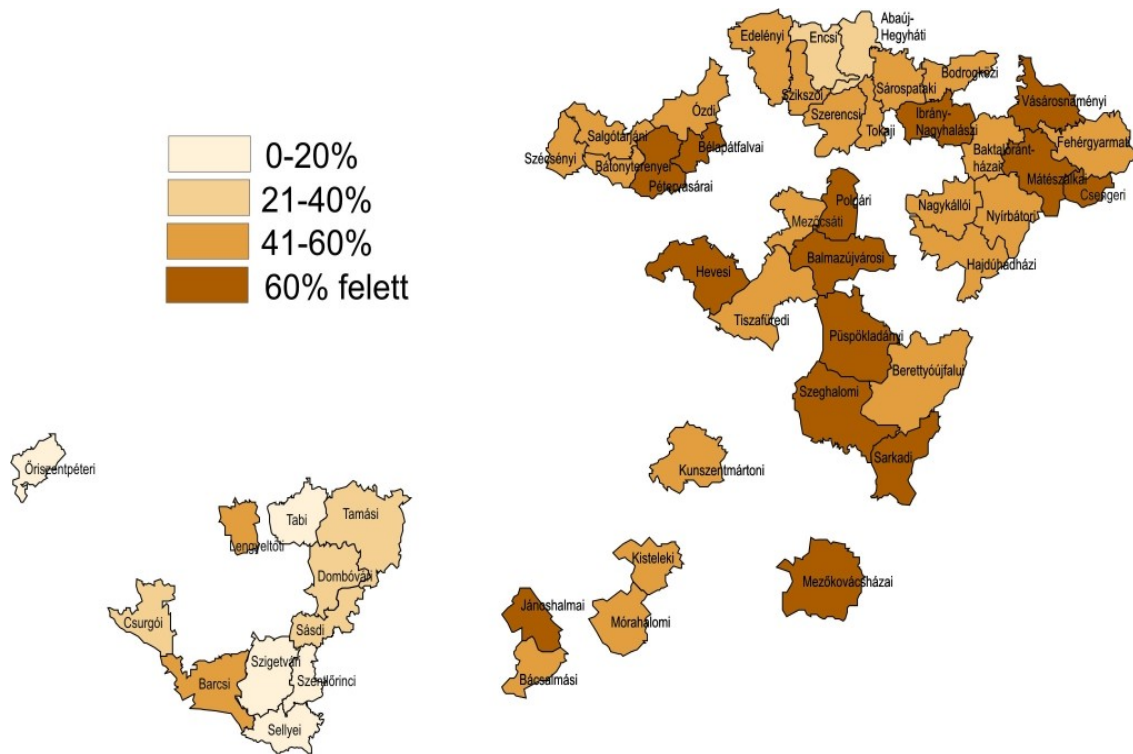 0-20%
21-40%
41-60%
60% felett
Abaúj-
Hegyháti
Edelényi
Encsi
Bodrogközi
Sárospataki
Szikszói
Szerencsi
Tokaji
Ibrány-
Nagyhalászi
Vásárosnaményi
Fehérgyarmati
Baktalóránt-
házai
Mátészalkai
Csengeri
Ózdi
Salgótarjáni
Szécsényi
Bátonyterenyei
Bélapátfalvai
Pétervásárai
Nagykállói
Nyírbátori
Hajdúhadházi
Polgári
Mezőcsáti
Balmazújvárosi
Hevesi
Tiszafüredi
Püspökladányi
Berettyóújfalui
Szeghalomi
Sarkadi
Kunszentmártoni
Őriszentpéteri
Tabi
Tamási
Lengyeltóti
Dombóvári
Csurgói
Sásdi
Szigetvári
Barcsi
Szentlőrinci
Sellyei
Kisteleki
Jánoshalmai
Mórahalomi
Bácsalmási
Mezőkovácsházai